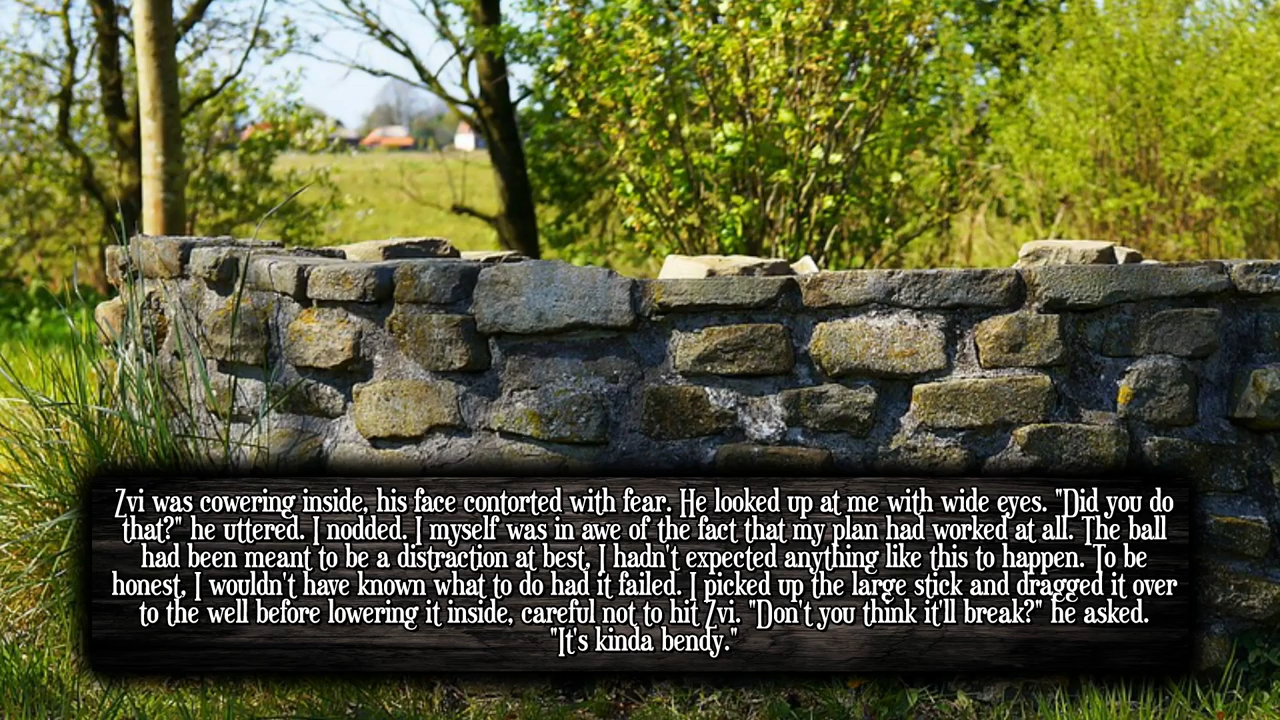 Zvi was cowering inside, his face contorted with fear. He looked up at me with wide eyes. "Did you do
that?" he uttered. I nodded. I myself was in awe of the fact that my plan had worked at all. The ball
had been meant to be a distraction at best, I hadn't expected anything like this to happen. To be
honest, I wouldn't have known what to do had it failed. I picked up the large stick and dragged it over
to the well before lowering it inside, careful not to hit Zvi. "Don't you think it'll break?" he asked.
"It's kinda bendy."